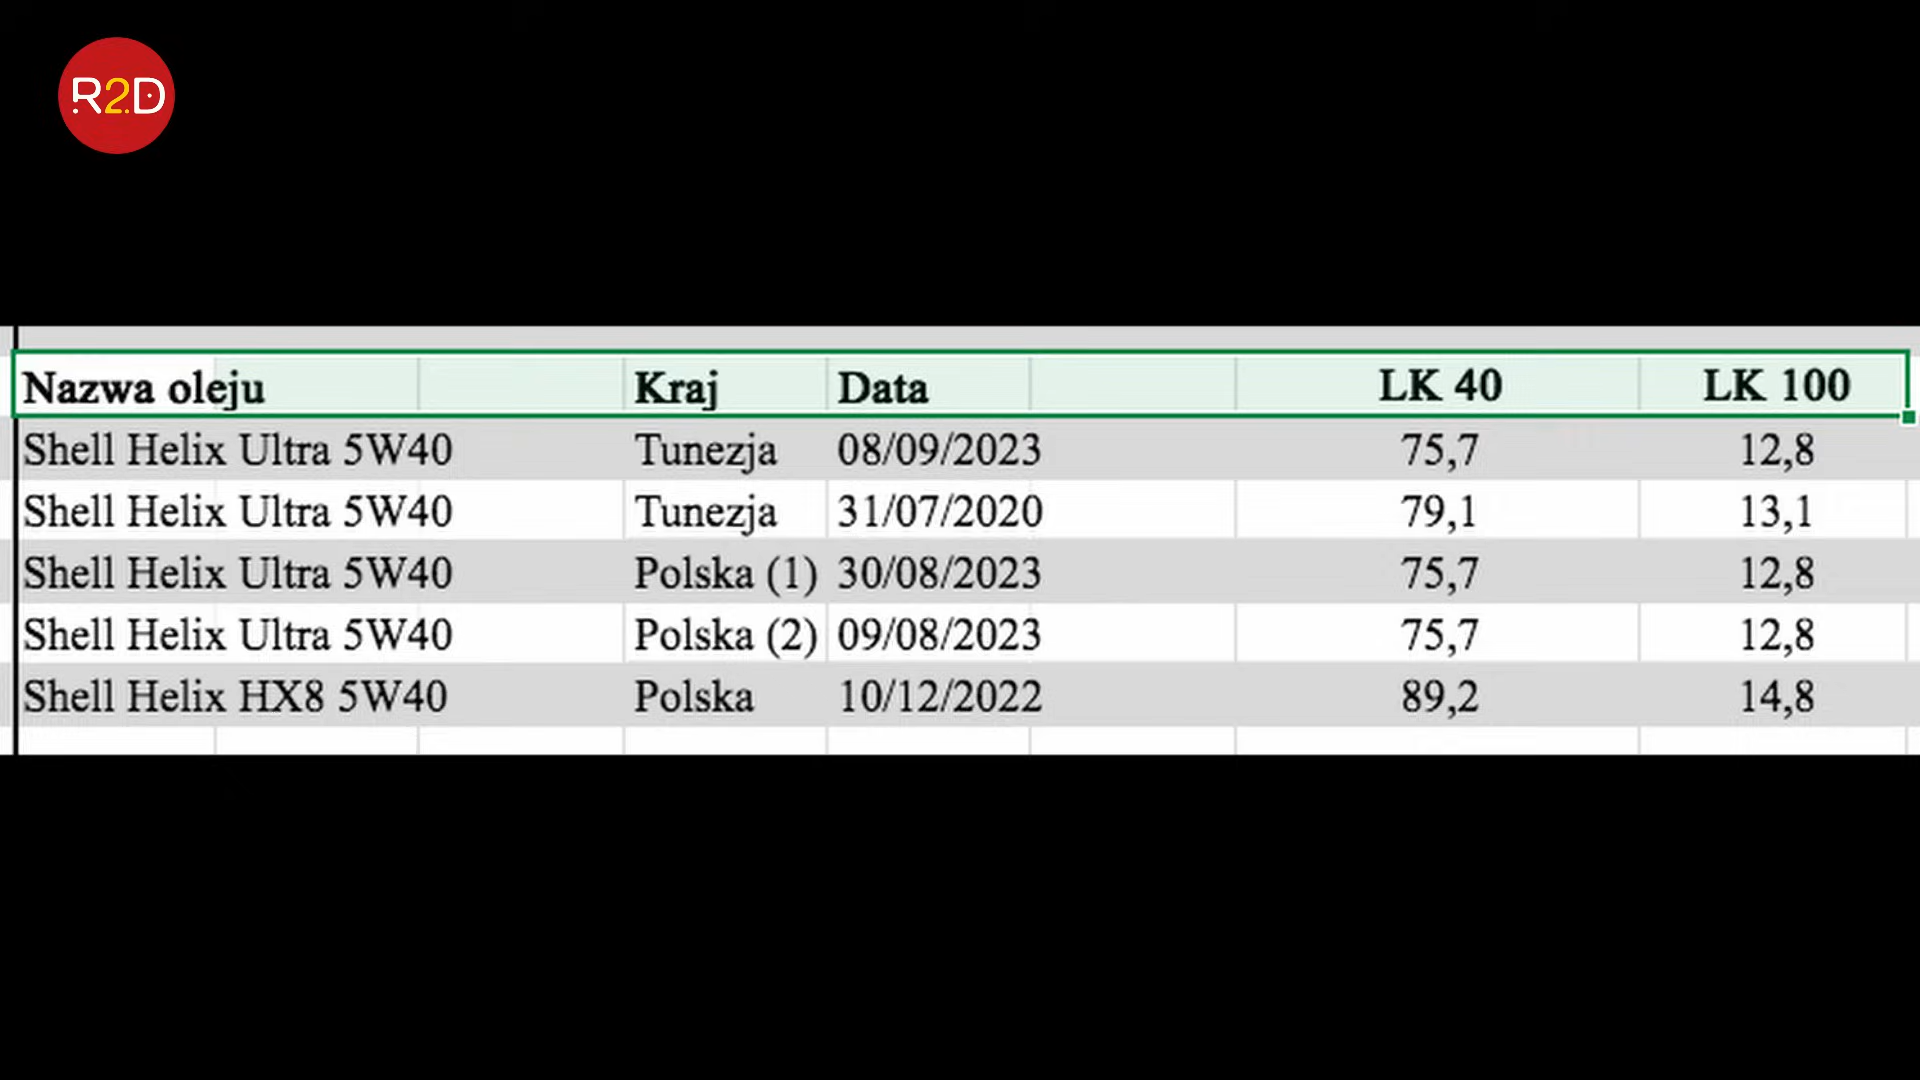 R2D
Nazwa oleju Kraj Data LK 40 LK 100
Shell Helix Ultra 5W40 Tunezja 08/09/2023 75,7 12,8
Shell Helix Ultra 5W40 Tunezja 31/07/2020 79,1 13,1
Shell Helix Ultra 5W40 Polska (1) 30/08/2023 75,7 12,8
Shell Helix Ultra 5W40 Polska (2) 09/08/2023 75,7 12,8
Shell Helix HX8 5W40 Polska 10/12/2022 89,2 14,8